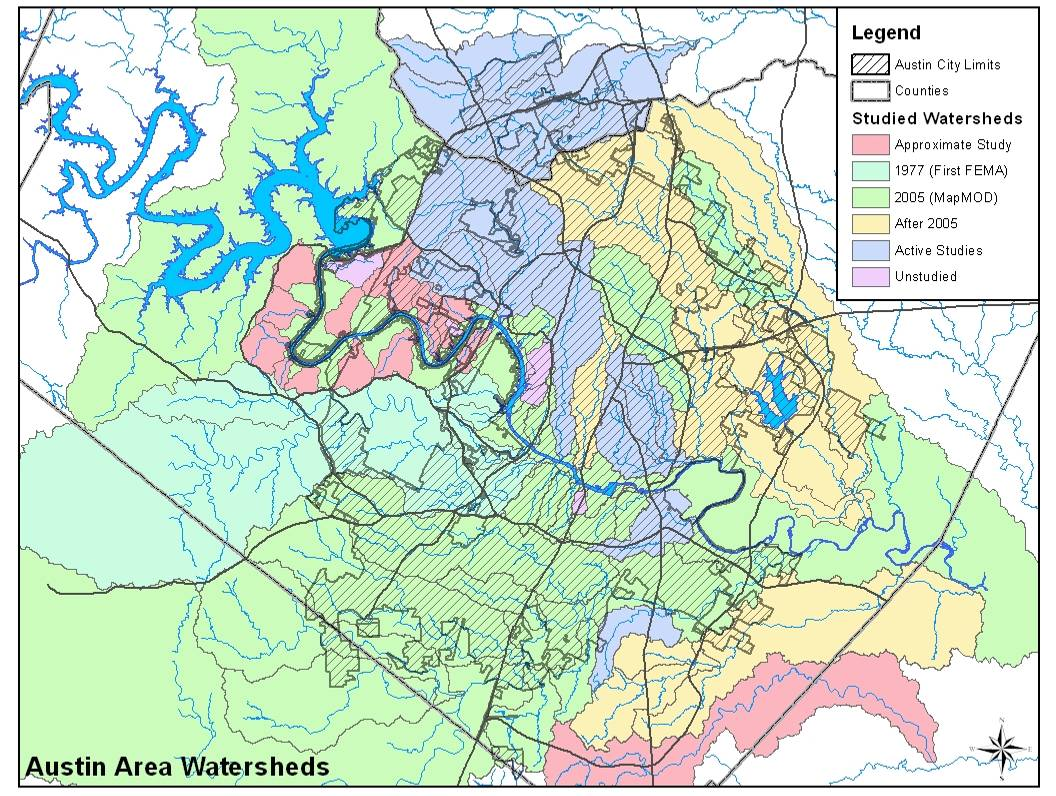 Legend
Austin City Limits
Counties
Studied Watersheds
Approximate Study
1977 (First FEMA)
2005 (MapMOD)
After 2005
Active Studies
Unstudied
N
W
E
S
Austin Area Watersheds